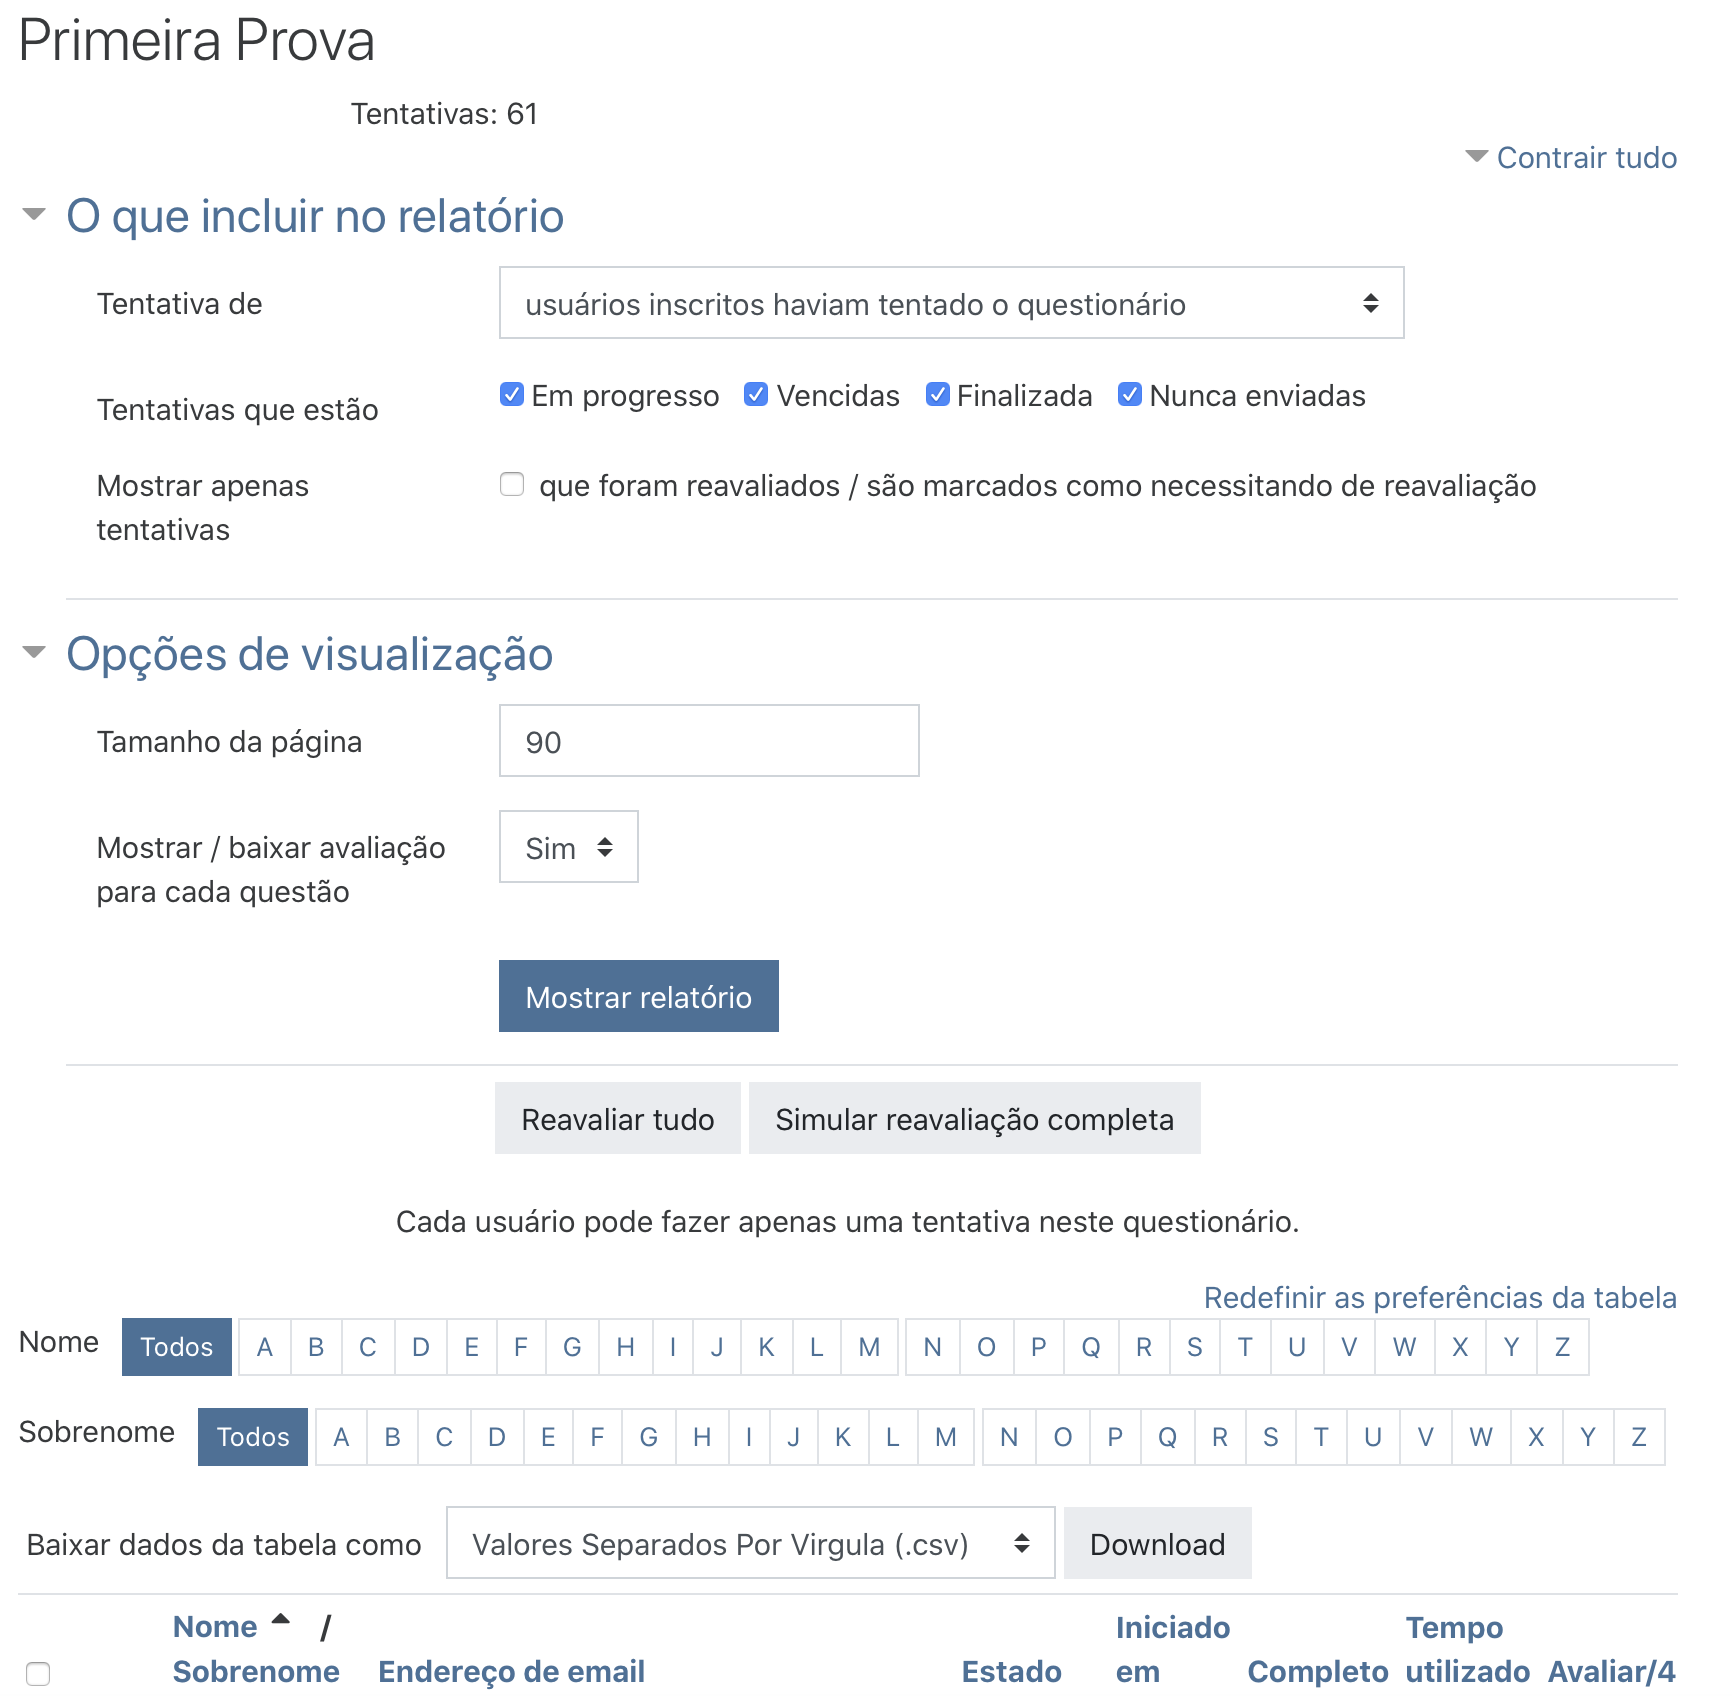 Primeira Prova
Tentativas: 61
Contrair tudo
O que incluir no relatório
Tentativa de
usuários inscritos haviam tentado o questionário
Tentativas que estão
Em progresso Vencidas Finalizada Nunca enviadas
Mostrar apenas
tentativas
que foram reavaliados / são marcados como necessitando de reavaliação
Opções de visualização
Tamanho da página
90
Mostrar / baixar avaliação
para cada questão
Sim
Mostrar relatório
Reavaliar tudo Simular reavaliação completa
Cada usuário pode fazer apenas uma tentativa neste questionário.
Redefinir as preferências da tabela
Nome Todos A B C D E F G H I J K L M N O P Q R S T U V W X Y Z
Sobrenome Todos A B C D E F G H I J K L M N O P Q R S T U V W X Y Z
Baixar dados da tabela como Valores Separados Por Virgula (.csv) Download
Nome /
Sobrenome
Endereço de email
Estado
Iniciado
em
Completo
Tempo
utilizado
Avaliar/4